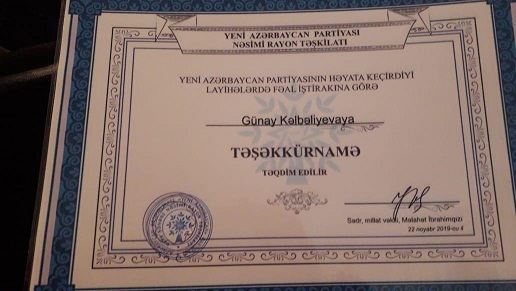 YENİ AZƏRBAYCAN PARTİYASI
NƏSİMİ RAYON TƏŞKİLATI
YENİ AZƏRBAYCAN PARTİYASININ HƏYATA KEÇİRDİYİ
LAYİHƏLƏRDƏ FƏAL İŞTİRAKINA GÖRƏ
Günay Kəlbəliyevaya
TƏŞƏKKÜRNAMƏ
TƏQDİM EDİLİR
Sədr, millət vəkili, Məlahət İbrahimqızı
22 noyabr 2019-cu il